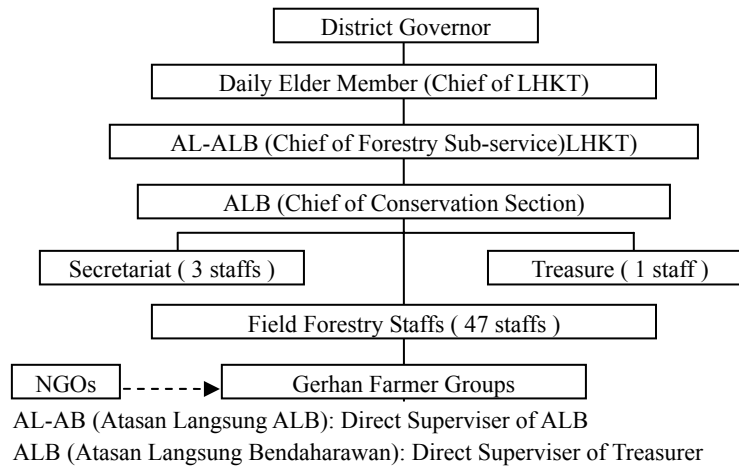 District Governor
Daily Elder Member (Chief of LHKT)
AL-ALB (Chief of Forestry Sub-service)LHKT)
ALB (Chief of Conservation Section)
Secretariat ( 3 staffs )
Treasure ( 1 staff )
Field Forestry Staffs ( 47 staffs )
NGOs
Gerhan Farmer Groups
AL-AB (Atasan Langsung ALB): Direct Superviser of ALB
ALB (Atasan Langsung Bendaharawan): Direct Superviser of Treasurer